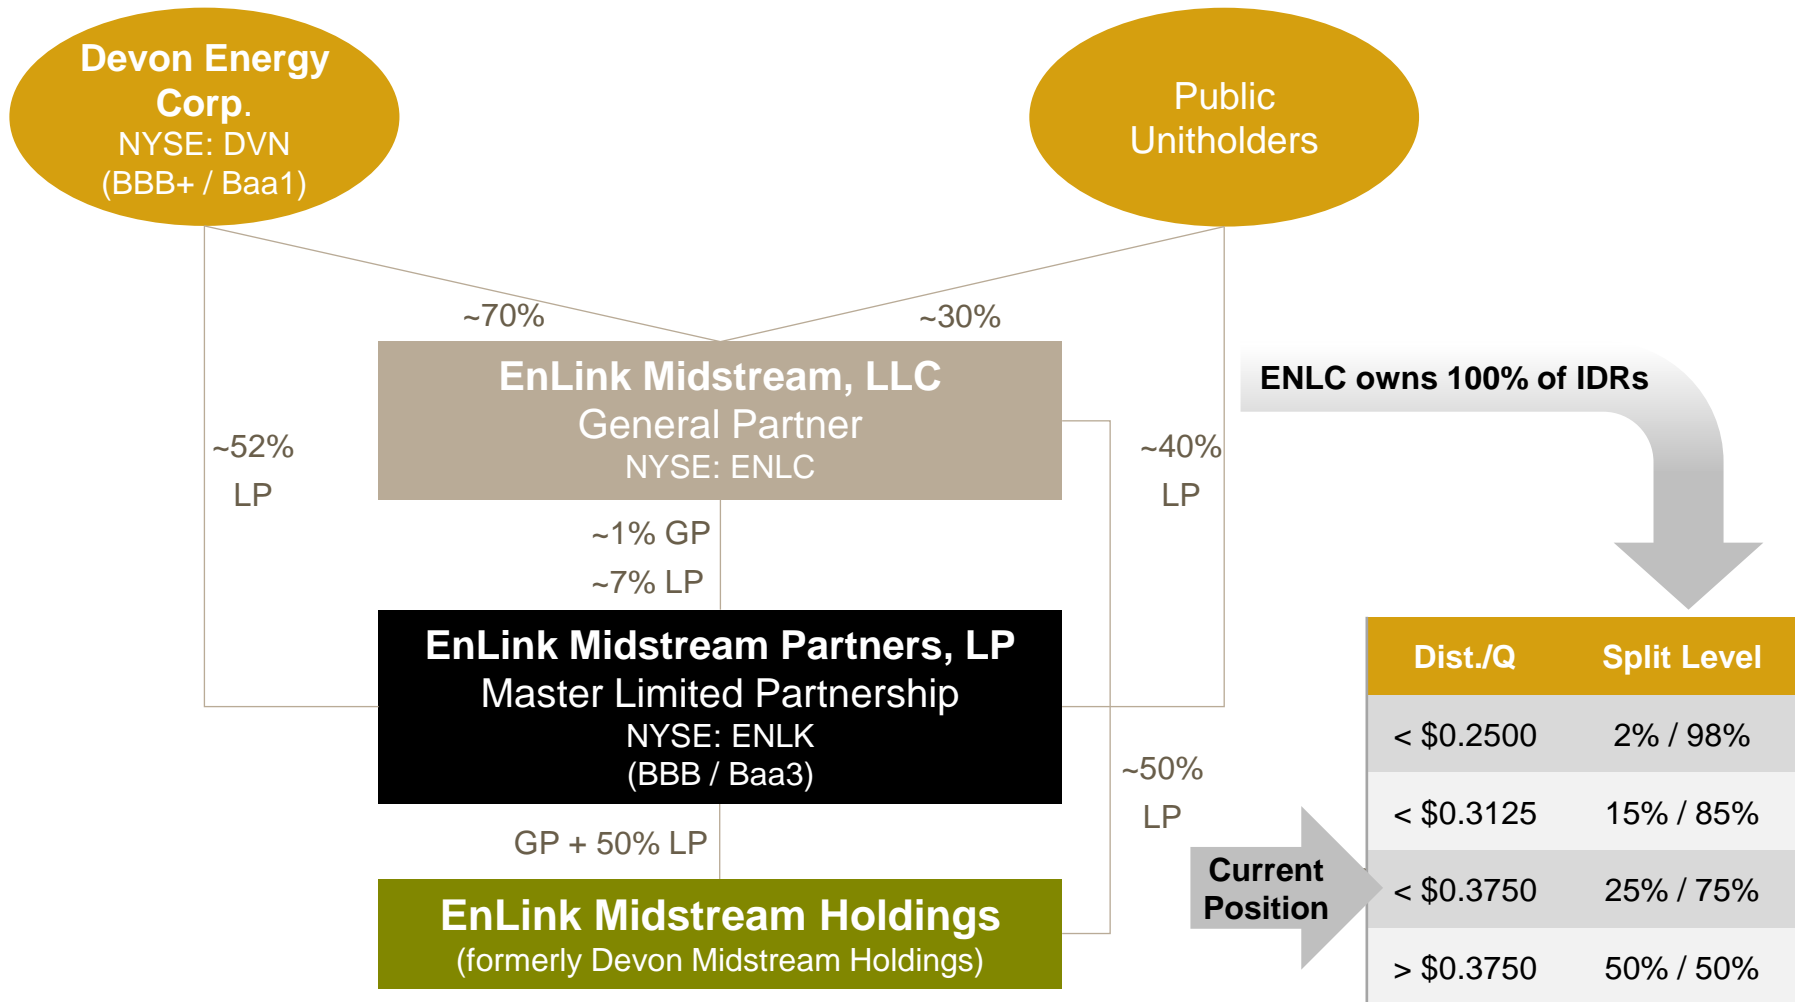 Devon Energy
Corp.
NYSE: DVN
(BBB+ / Baa1)
Public
Unitholders
~70%
~30%
EnLink Midstream, LLC
General Partner
NYSE: ENLC
ENLC owns 100% of IDRs
~52%
LP
~40%
LP
~1% GP
~7% LP
EnLink Midstream Partners, LP
Master Limited Partnership
NYSE: ENLK
(BBB / Baa3)
~50%
LP
GP + 50% LP
EnLink Midstream Holdings
(formerly Devon Midstream Holdings)
Current
Position
Dist./Q Split Level
< $0.2500 2% / 98%
< $0.3125 15% / 85%
< $0.3750 25% / 75%
> $0.3750 50% / 50%